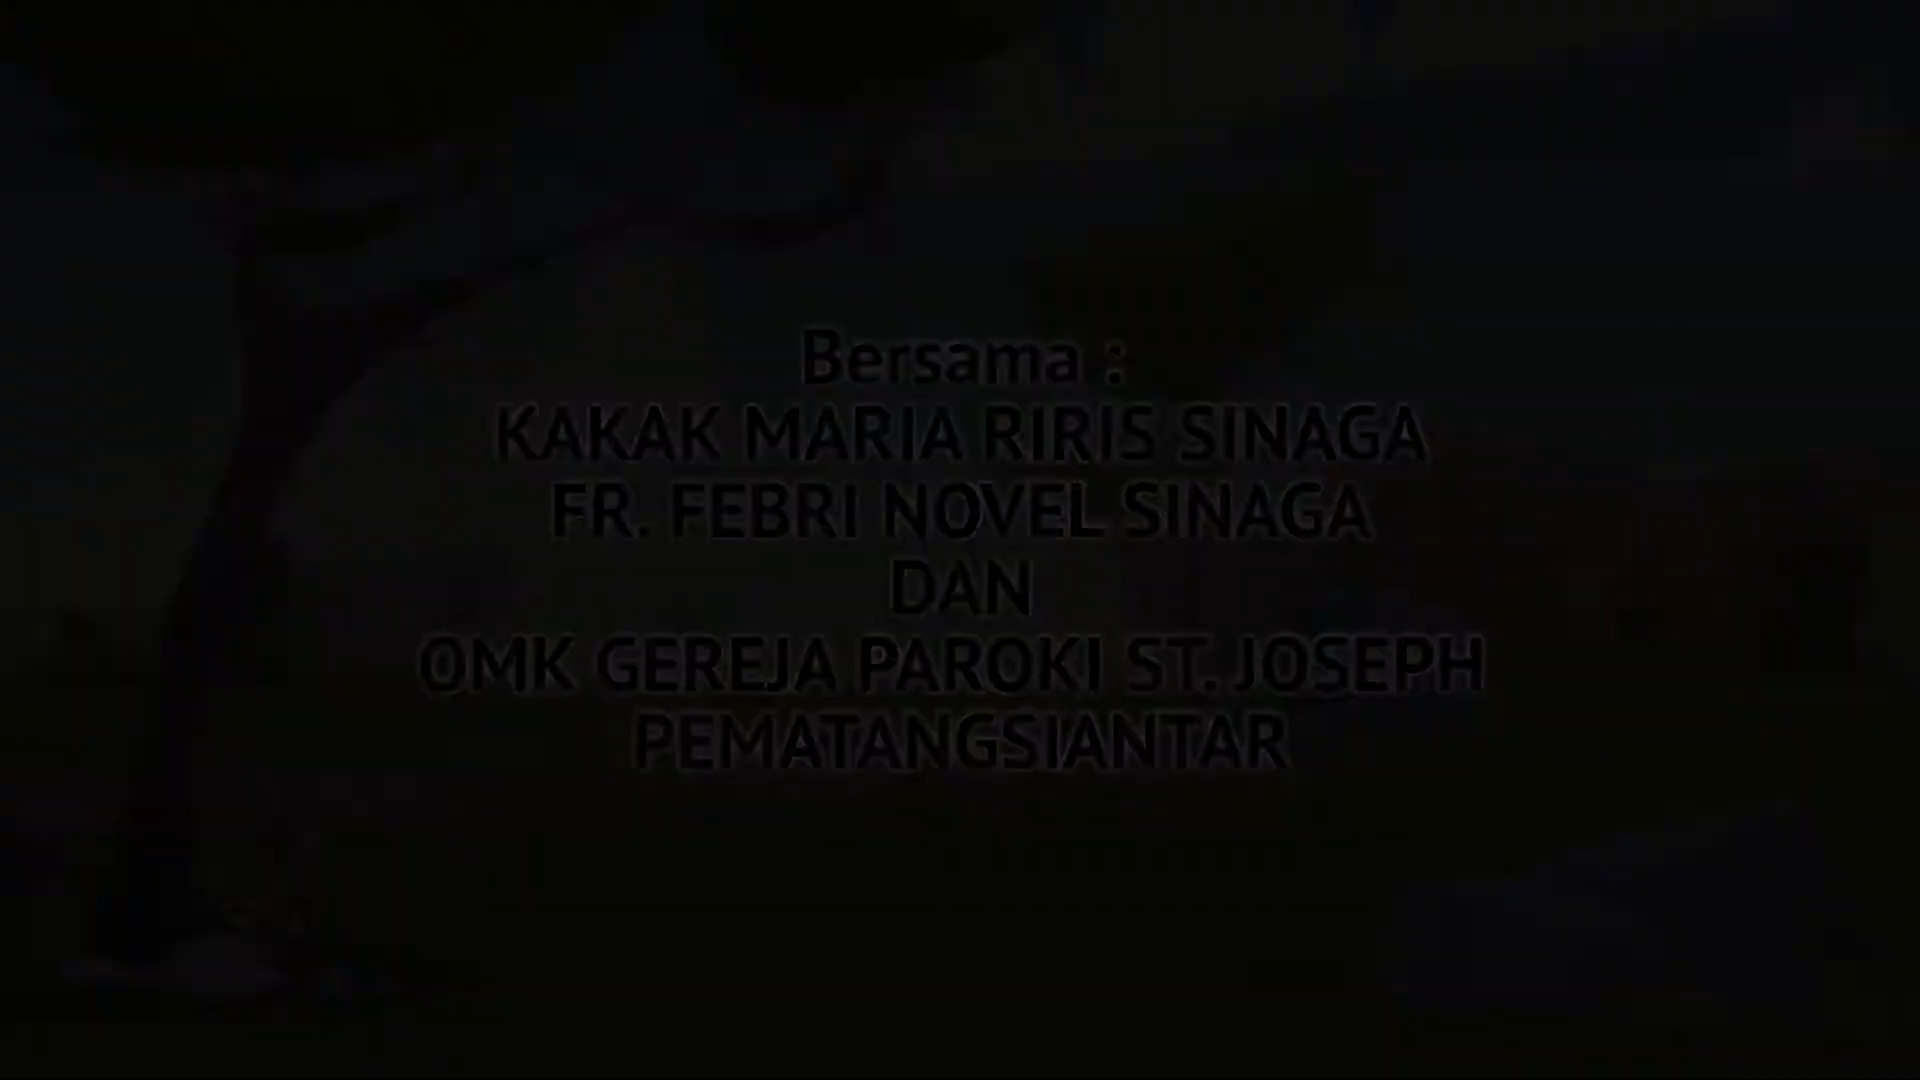 Bersama :
KAKAK MARIA RIRIS SINAGA
FR. FEBRI NOVEL SINAGA
DAN
OMK GEREJA PAROKI ST. JOSEPH
PEMATANGSIANTAR